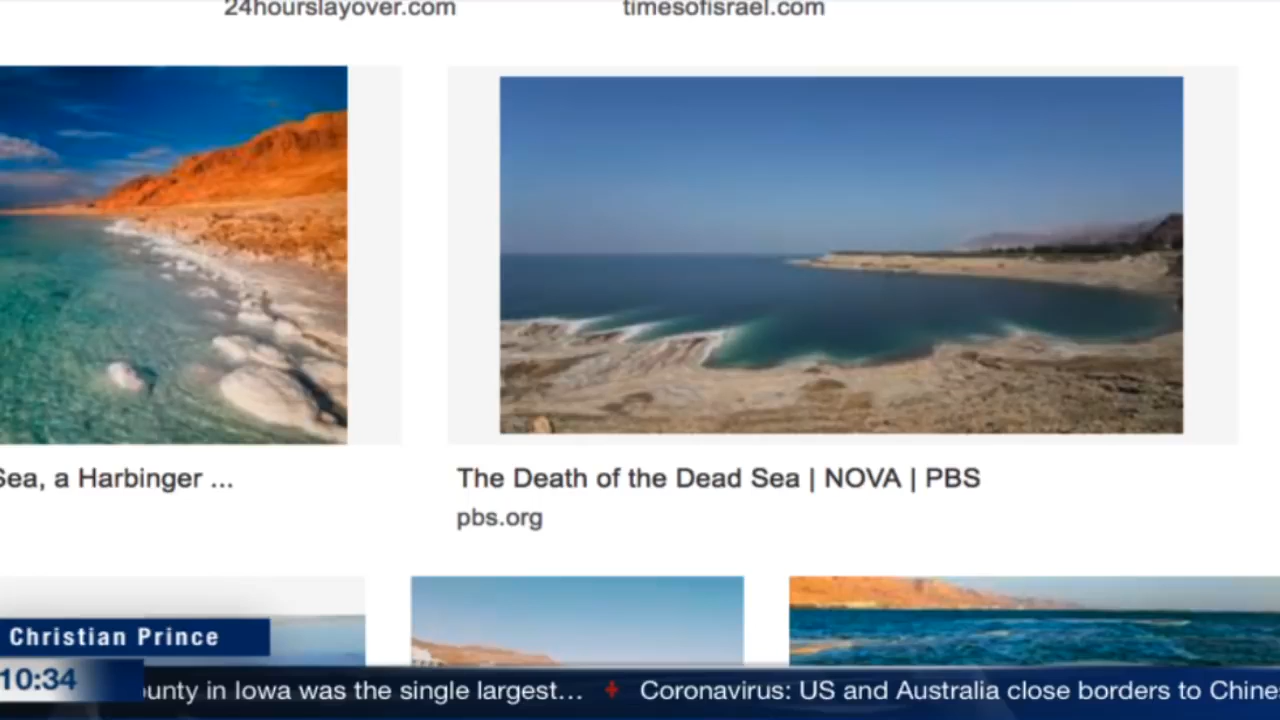 24hourslayover.com
timesofisrael.com
Sea, a Harbinger ...
The Death of the Dead Sea | NOVA | PBS
pbs.org
Christian Prince
10:34
ounty in Iowa was the single largest... Coronavirus: US and Australia close borders to Chine